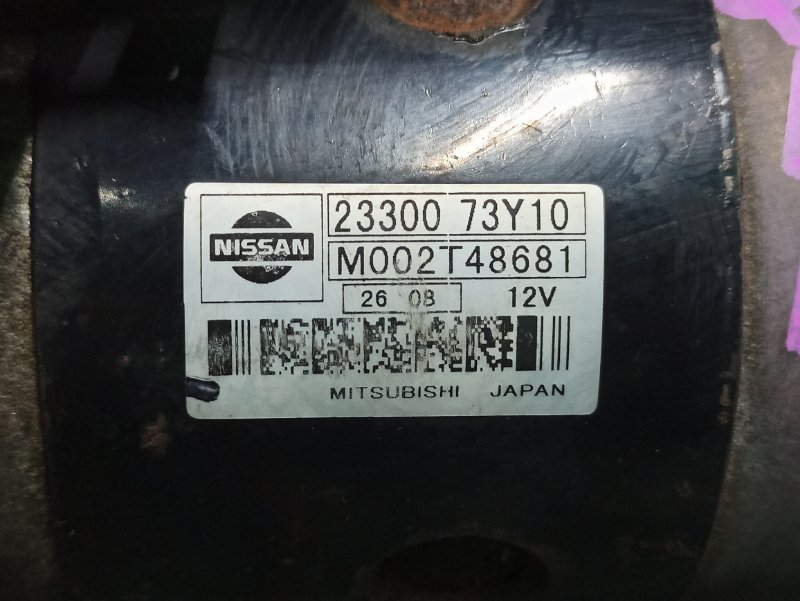 NISSAN
23300 73Y10
M002T48681
26 08 12V
MITSUBISHI JAPAN